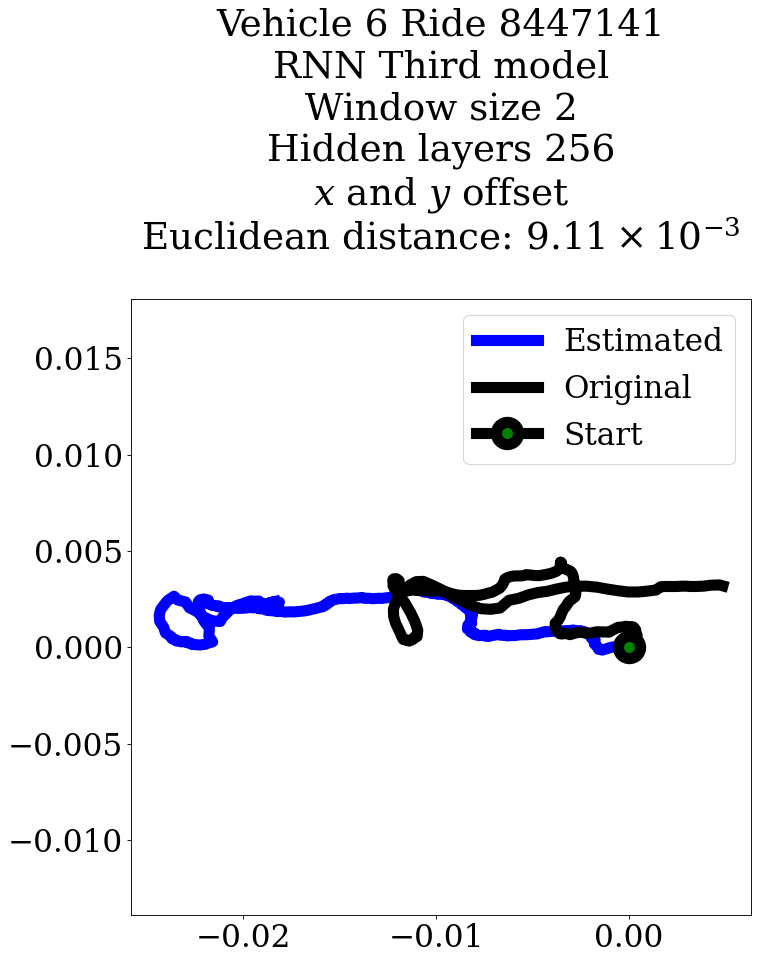 Vehicle 6 Ride 8447141
RNN Third model
Window size 2
Hidden layers 256
x and y offset
Euclidean distance: 9.11 × 10⁻³
Estimated
Original
Start
0.015
0.010
0.005
0.000
−0.005
−0.010
−0.02
−0.01
0.00